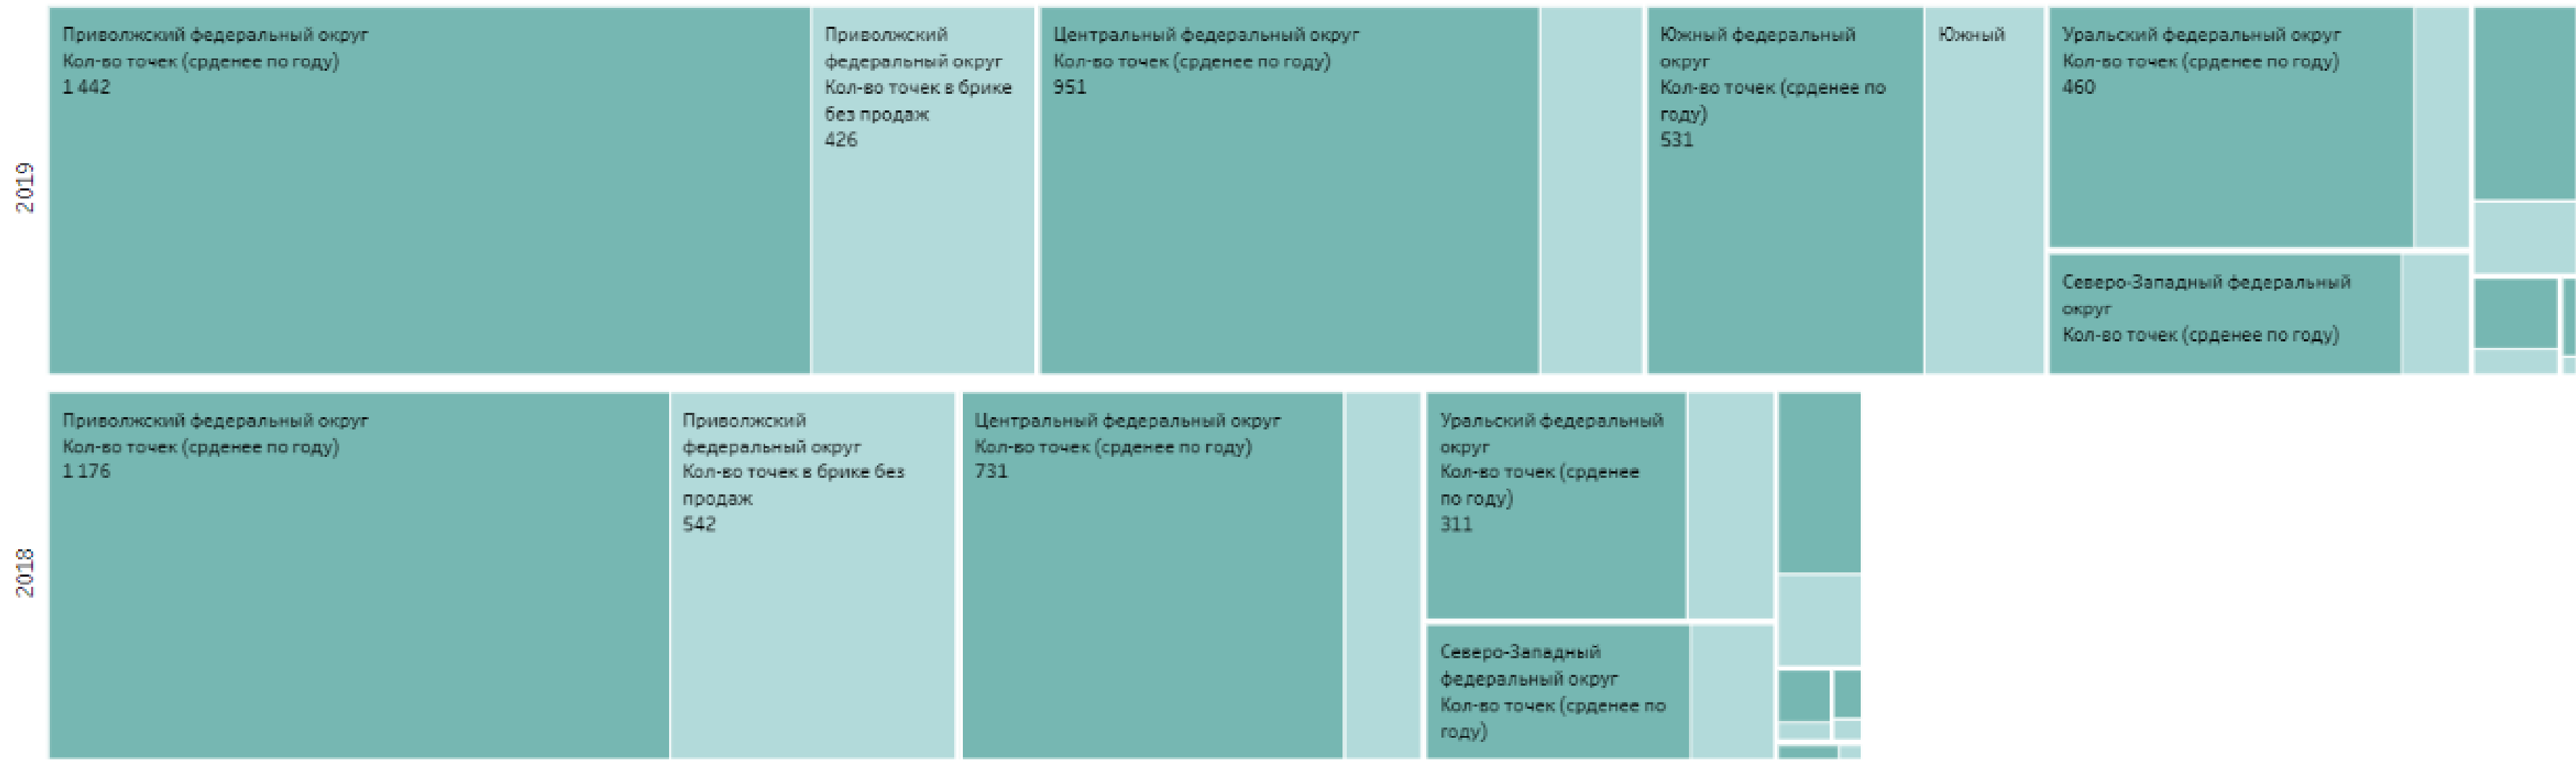 2019
Приволжский федеральный округ
Кол-во точек (срденее по году)
1 442
Приволжский
федеральный округ
Кол-во точек в брике
без продаж
426
Центральный федеральный округ
Кол-во точек (срденее по году)
951
Южный федеральный
округ
Кол-во точек (срденее по
году)
531
Южный
Уральский федеральный округ
Кол-во точек (срденее по году)
460
Северо-Западный федеральный
округ
Кол-во точек (срденее по году)
2018
Приволжский федеральный округ
Кол-во точек (срденее по году)
1 176
Приволжский
федеральный округ
Кол-во точек в брике без
продаж
542
Центральный федеральный округ
Кол-во точек (срденее по году)
731
Уральский федеральный
округ
Кол-во точек (срденее
по году)
311
Северо-Западный
федеральный округ
Кол-во точек (срденее по
году)